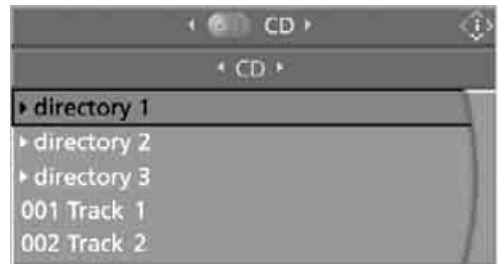 CD
CD
directory 1
directory 2
directory 3
001 Track 1
002 Track 2